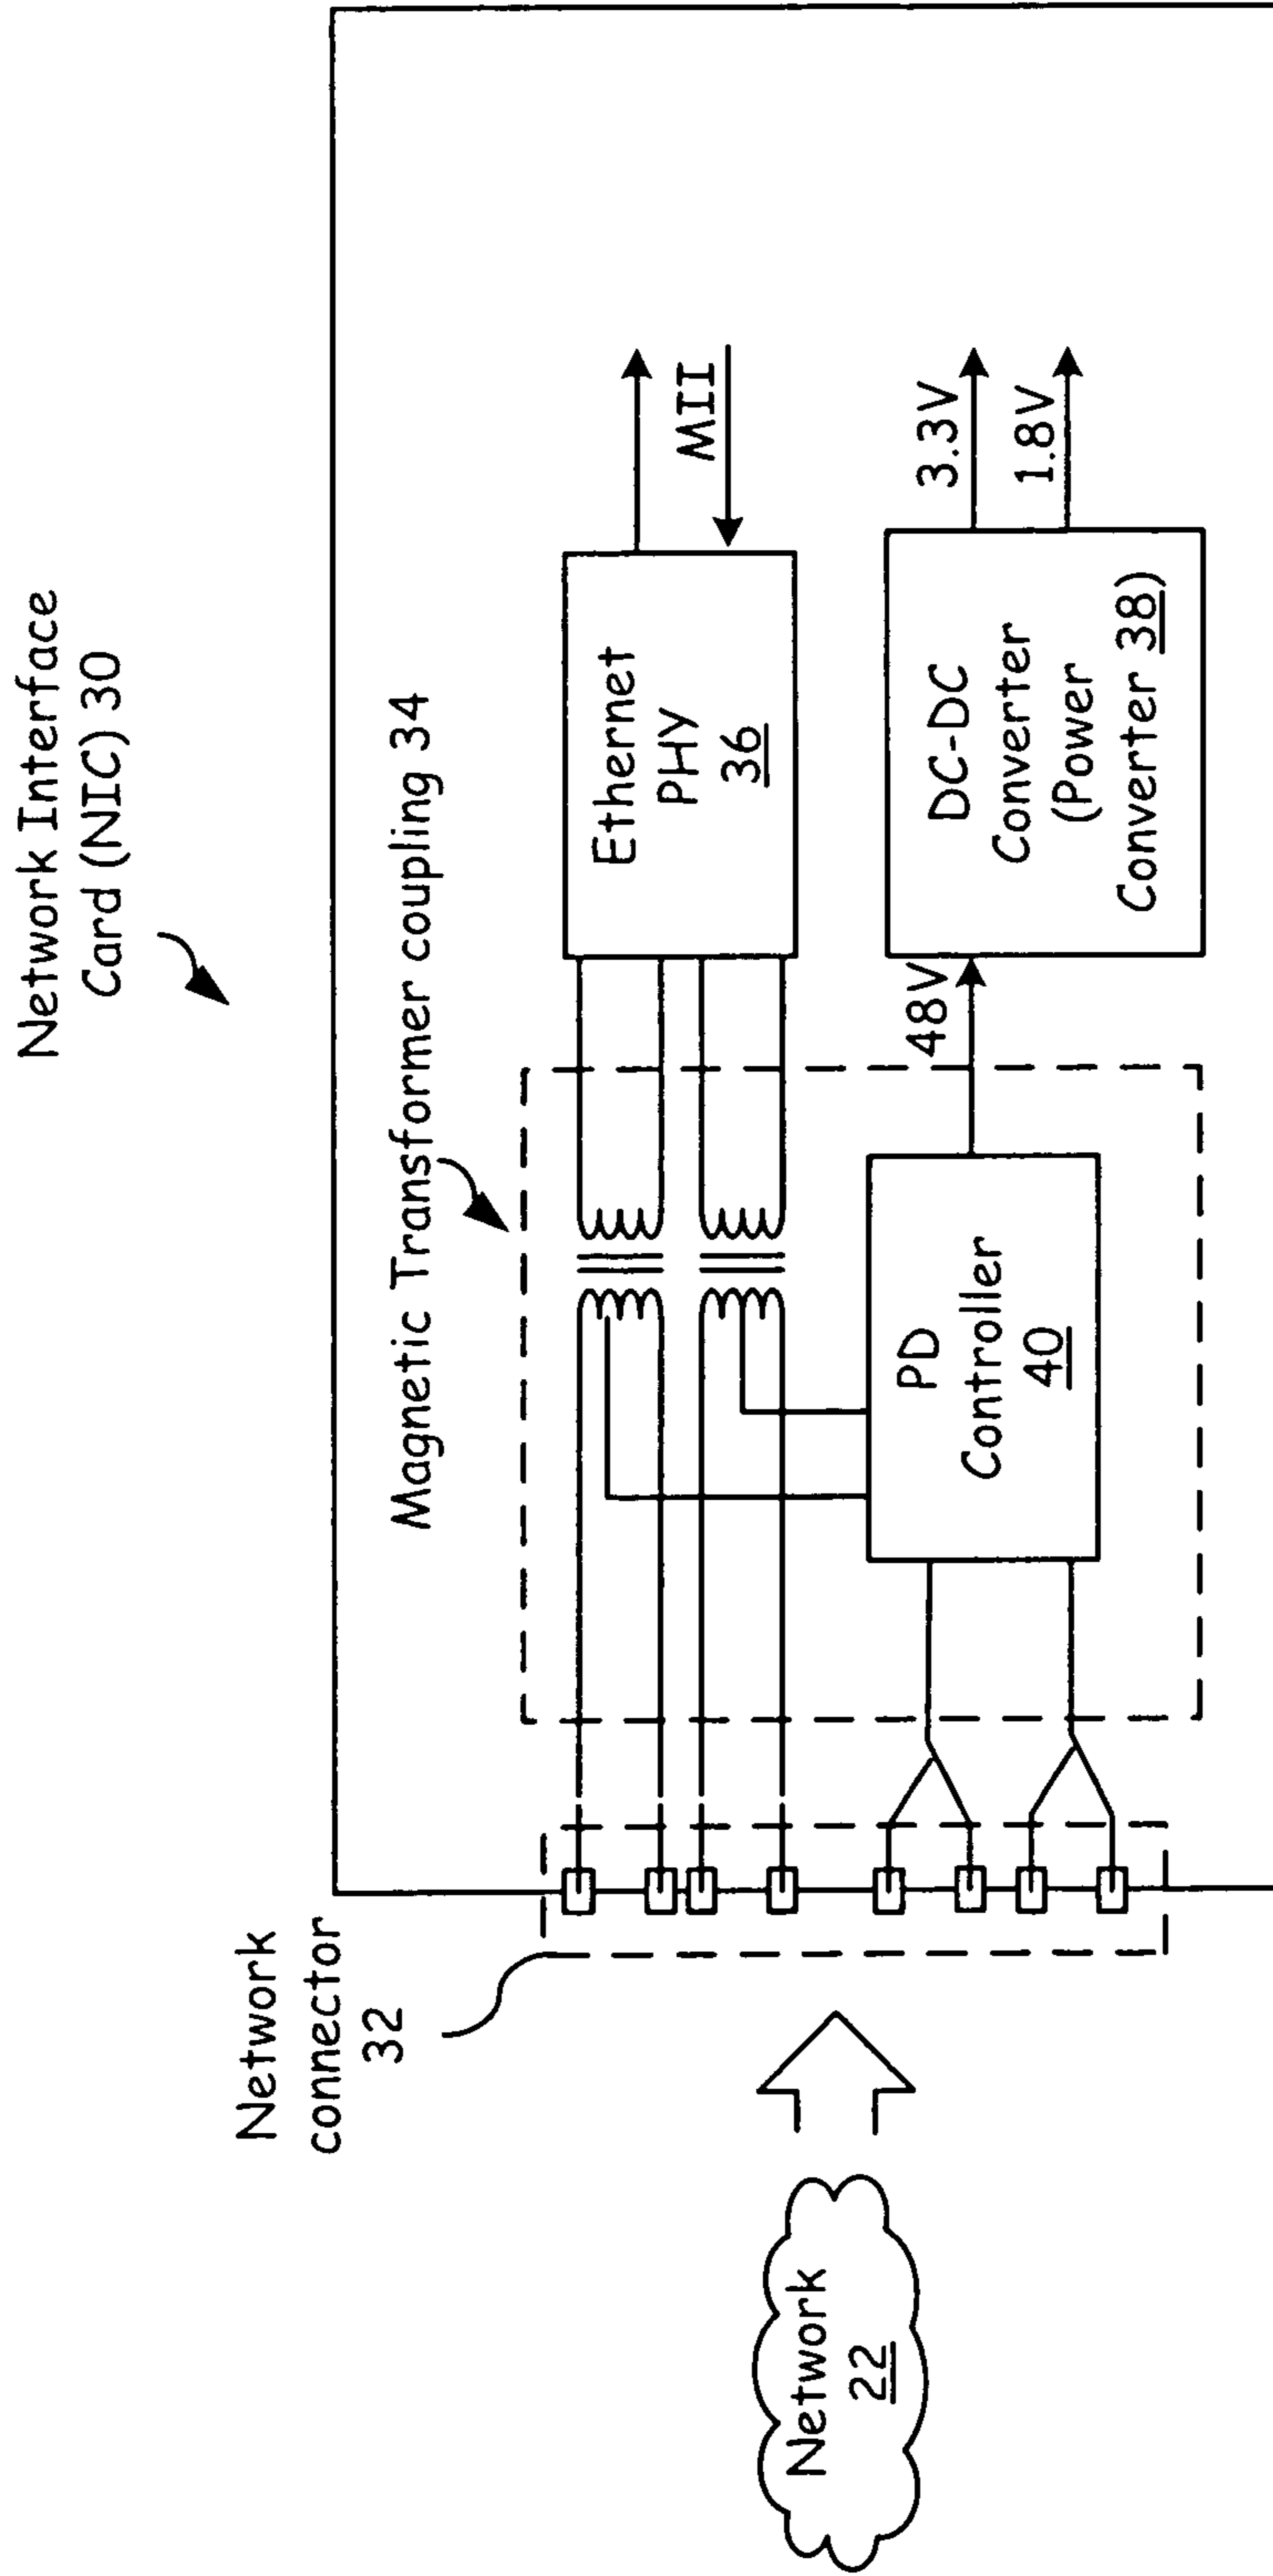 Network Interface
Card (NIC) 30
Network
connector
32
Magnetic Transformer coupling 34
Ethernet
PHY
36
MII
Network
22
PD
Controller
40
48V
DC-DC
Converter
(Power
Converter 38)
3.3V
1.8V